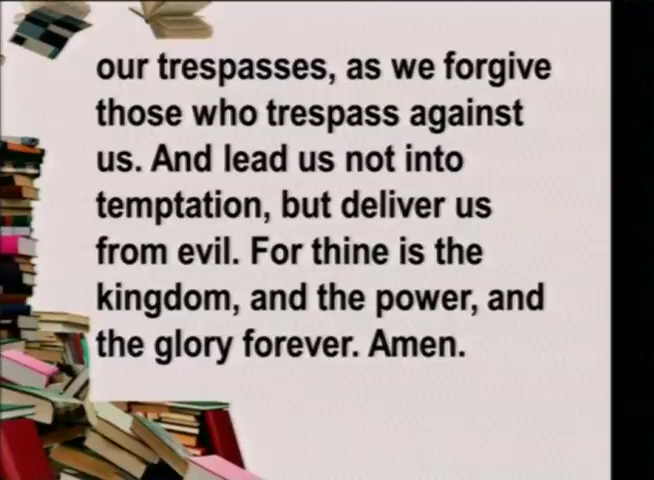 our trespasses, as we forgive
those who trespass against
us. And lead us not into
temptation, but deliver us
from evil. For thine is the
kingdom, and the power, and
the glory forever. Amen.